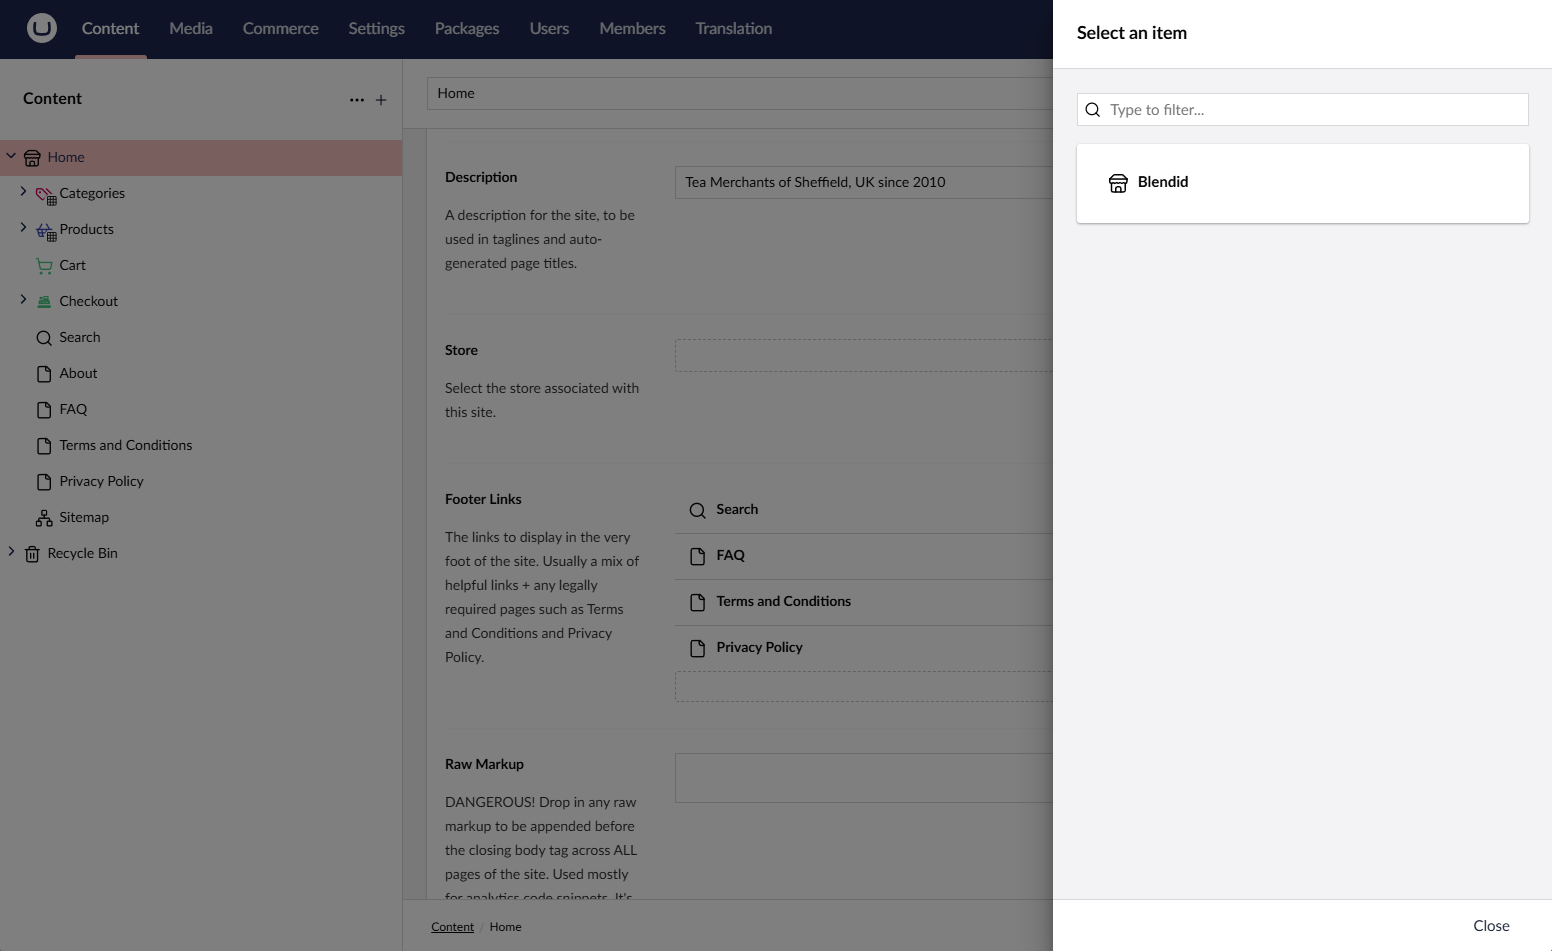 Content Media Commerce Settings Packages Users Members Translation
Content
Home
Categories
Products
Cart
Checkout
Search
About
FAQ
Terms and Conditions
Privacy Policy
Sitemap
Recycle Bin
Home
Description
A description for the site, to be
used in taglines and auto-
generated page titles.
Tea Merchants of Sheffield, UK since 2010
Store
Select the store associated with
this site.
Footer Links
The links to display in the very
foot of the site. Usually a mix of
helpful links + any legally
required pages such as Terms
and Conditions and Privacy
Policy.
Search
FAQ
Terms and Conditions
Privacy Policy
Raw Markup
DANGEROUS! Drop in any raw
markup to be appended before
the closing body tag across ALL
pages of the site. Used mostly
for analytics code snippets. It's
Content / Home
Select an item
Type to filter...
Blendid
Close